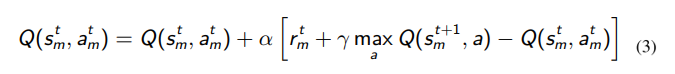 Q(s_m^t, a_m^t) = Q(s_m^t, a_m^t) + α [ r_m^t + γ max_a Q(s_m^{t+1}, a) − Q(s_m^t, a_m^t) ] (3)